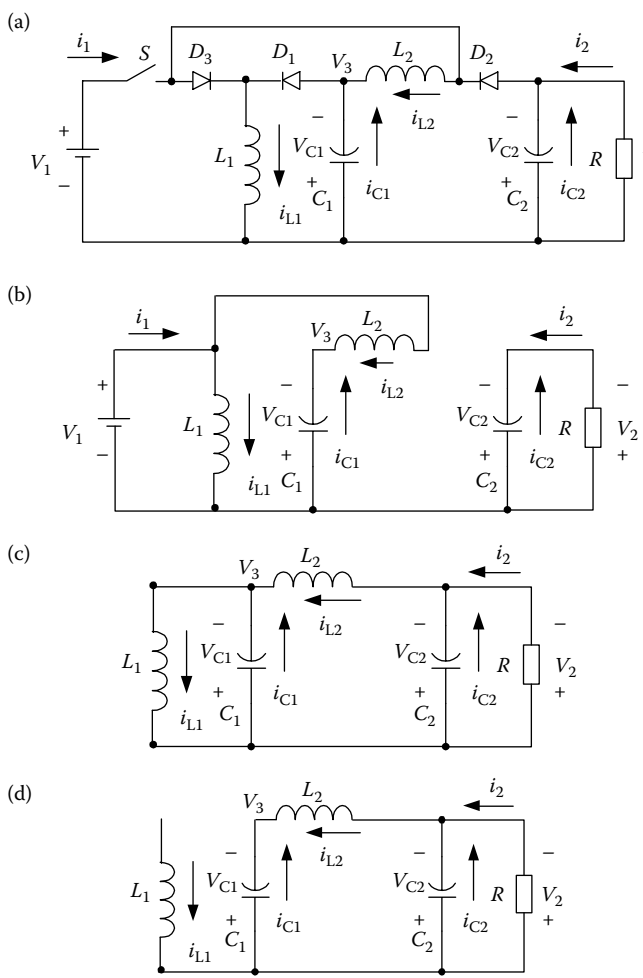 (a)
i1 S D3 D1 V3 L2 D2 i2
iL2
+ V1 −
L1 iL1
− VC1 + C1 iC1
− VC2 + C2 iC2
R
(b)
i1 V3 L2 i2
iL2
+ V1 −
L1 iL1
− VC1 + C1 iC1
− VC2 + C2 iC2
R − V2 +
(c)
V3 L2 i2
iL2
L1 iL1
− VC1 + C1 iC1
− VC2 + C2 iC2
R − V2 +
(d)
V3 L2 i2
iL2
L1 iL1
− VC1 + C1 iC1
− VC2 + C2 iC2
R − V2 +